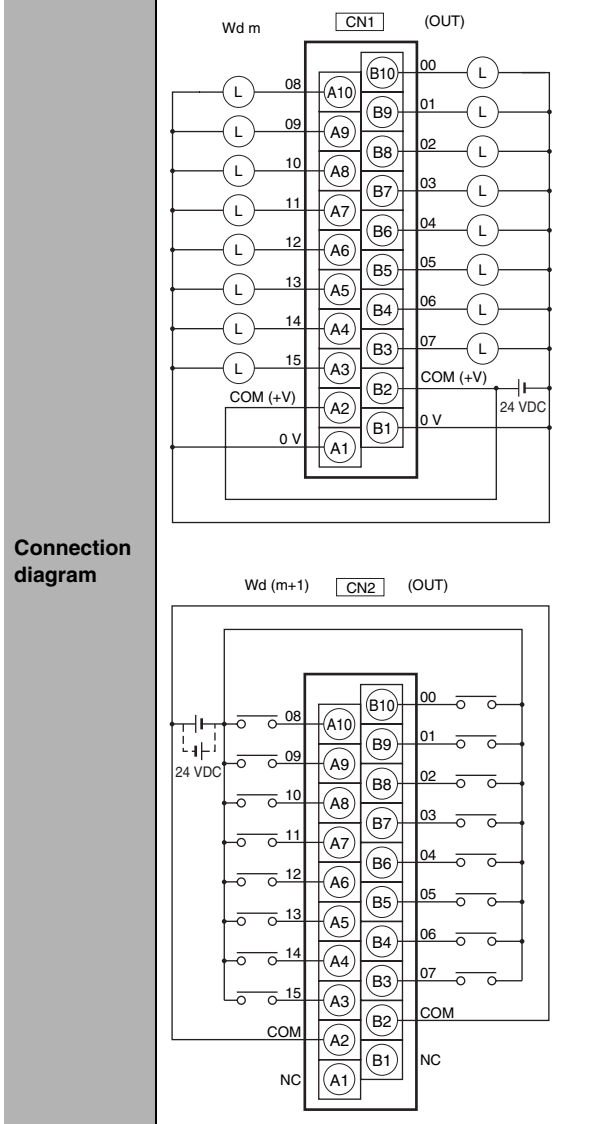 Connection
diagram
Wd m CN1 (OUT)
B10 00 L
L 08 A10
B9 01 L
L 09 A9
B8 02 L
L 10 A8
B7 03 L
L 11 A7
B6 04 L
L 12 A6
B5 05 L
L 13 A5
B4 06 L
L 14 A4
B3 07 L
L 15 A3
B2 COM (+V)
COM (+V) A2
24 VDC
B1 0 V
0 V A1
Wd (m+1) CN2 (OUT)
B10 00
08 A10
B9 01
09 A9
24 VDC
B8 02
10 A8
B7 03
11 A7
B6 04
12 A6
B5 05
13 A5
B4 06
14 A4
B3 07
15 A3
B2 COM
COM A2
B1 NC
NC A1